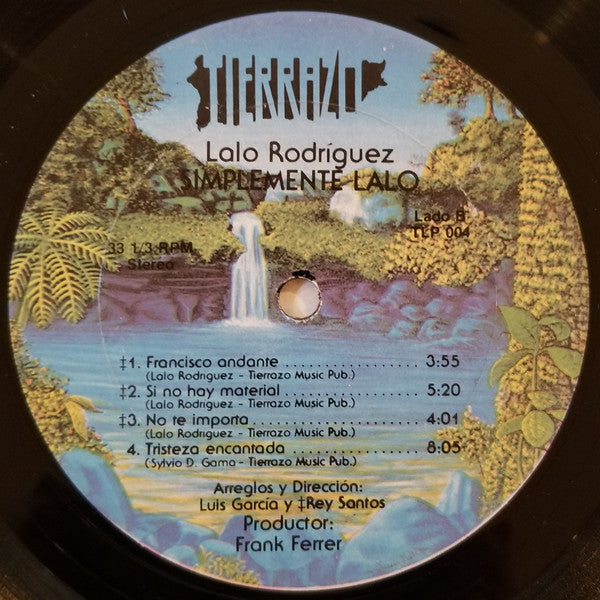 TIERRAZO
Lalo Rodríguez
SIMPLEMENTE LALO
Lado B
TLP 004
33 1/3 RPM
Stereo
‡1. Francisco andante .................. 3:55
(Lalo Rodríguez - Tierrazo Music Pub.)
‡2. Si no hay material .................. 5:20
(Lalo Rodríguez - Tierrazo Music Pub.)
‡3. No te importa ...................... 4:01
(Lalo Rodríguez - Tierrazo Music Pub.)
4. Tristeza encantada .................. 8:05
(Sylvio D. Gama - Tierrazo Music Pub.)
Arreglos y Dirección:
Luis García y ‡Rey Santos
Productor:
Frank Ferrer